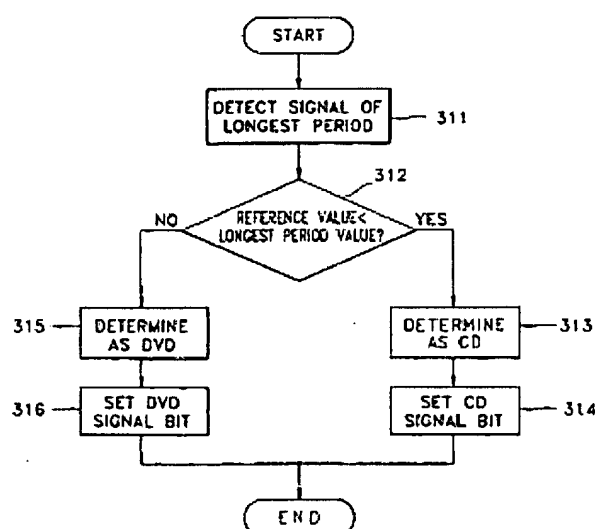 START
DETECT SIGNAL OF
LONGEST PERIOD
311
312
REFERENCE VALUE<
LONGEST PERIOD VALUE?
NO
YES
315
DETERMINE
AS DVD
DETERMINE
AS CD
313
316
SET DVD
SIGNAL BIT
SET CD
SIGNAL BIT
314
END